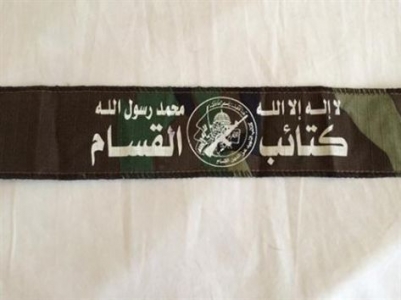 لا إله إلا الله محمد رسول الله
كتائب القسام